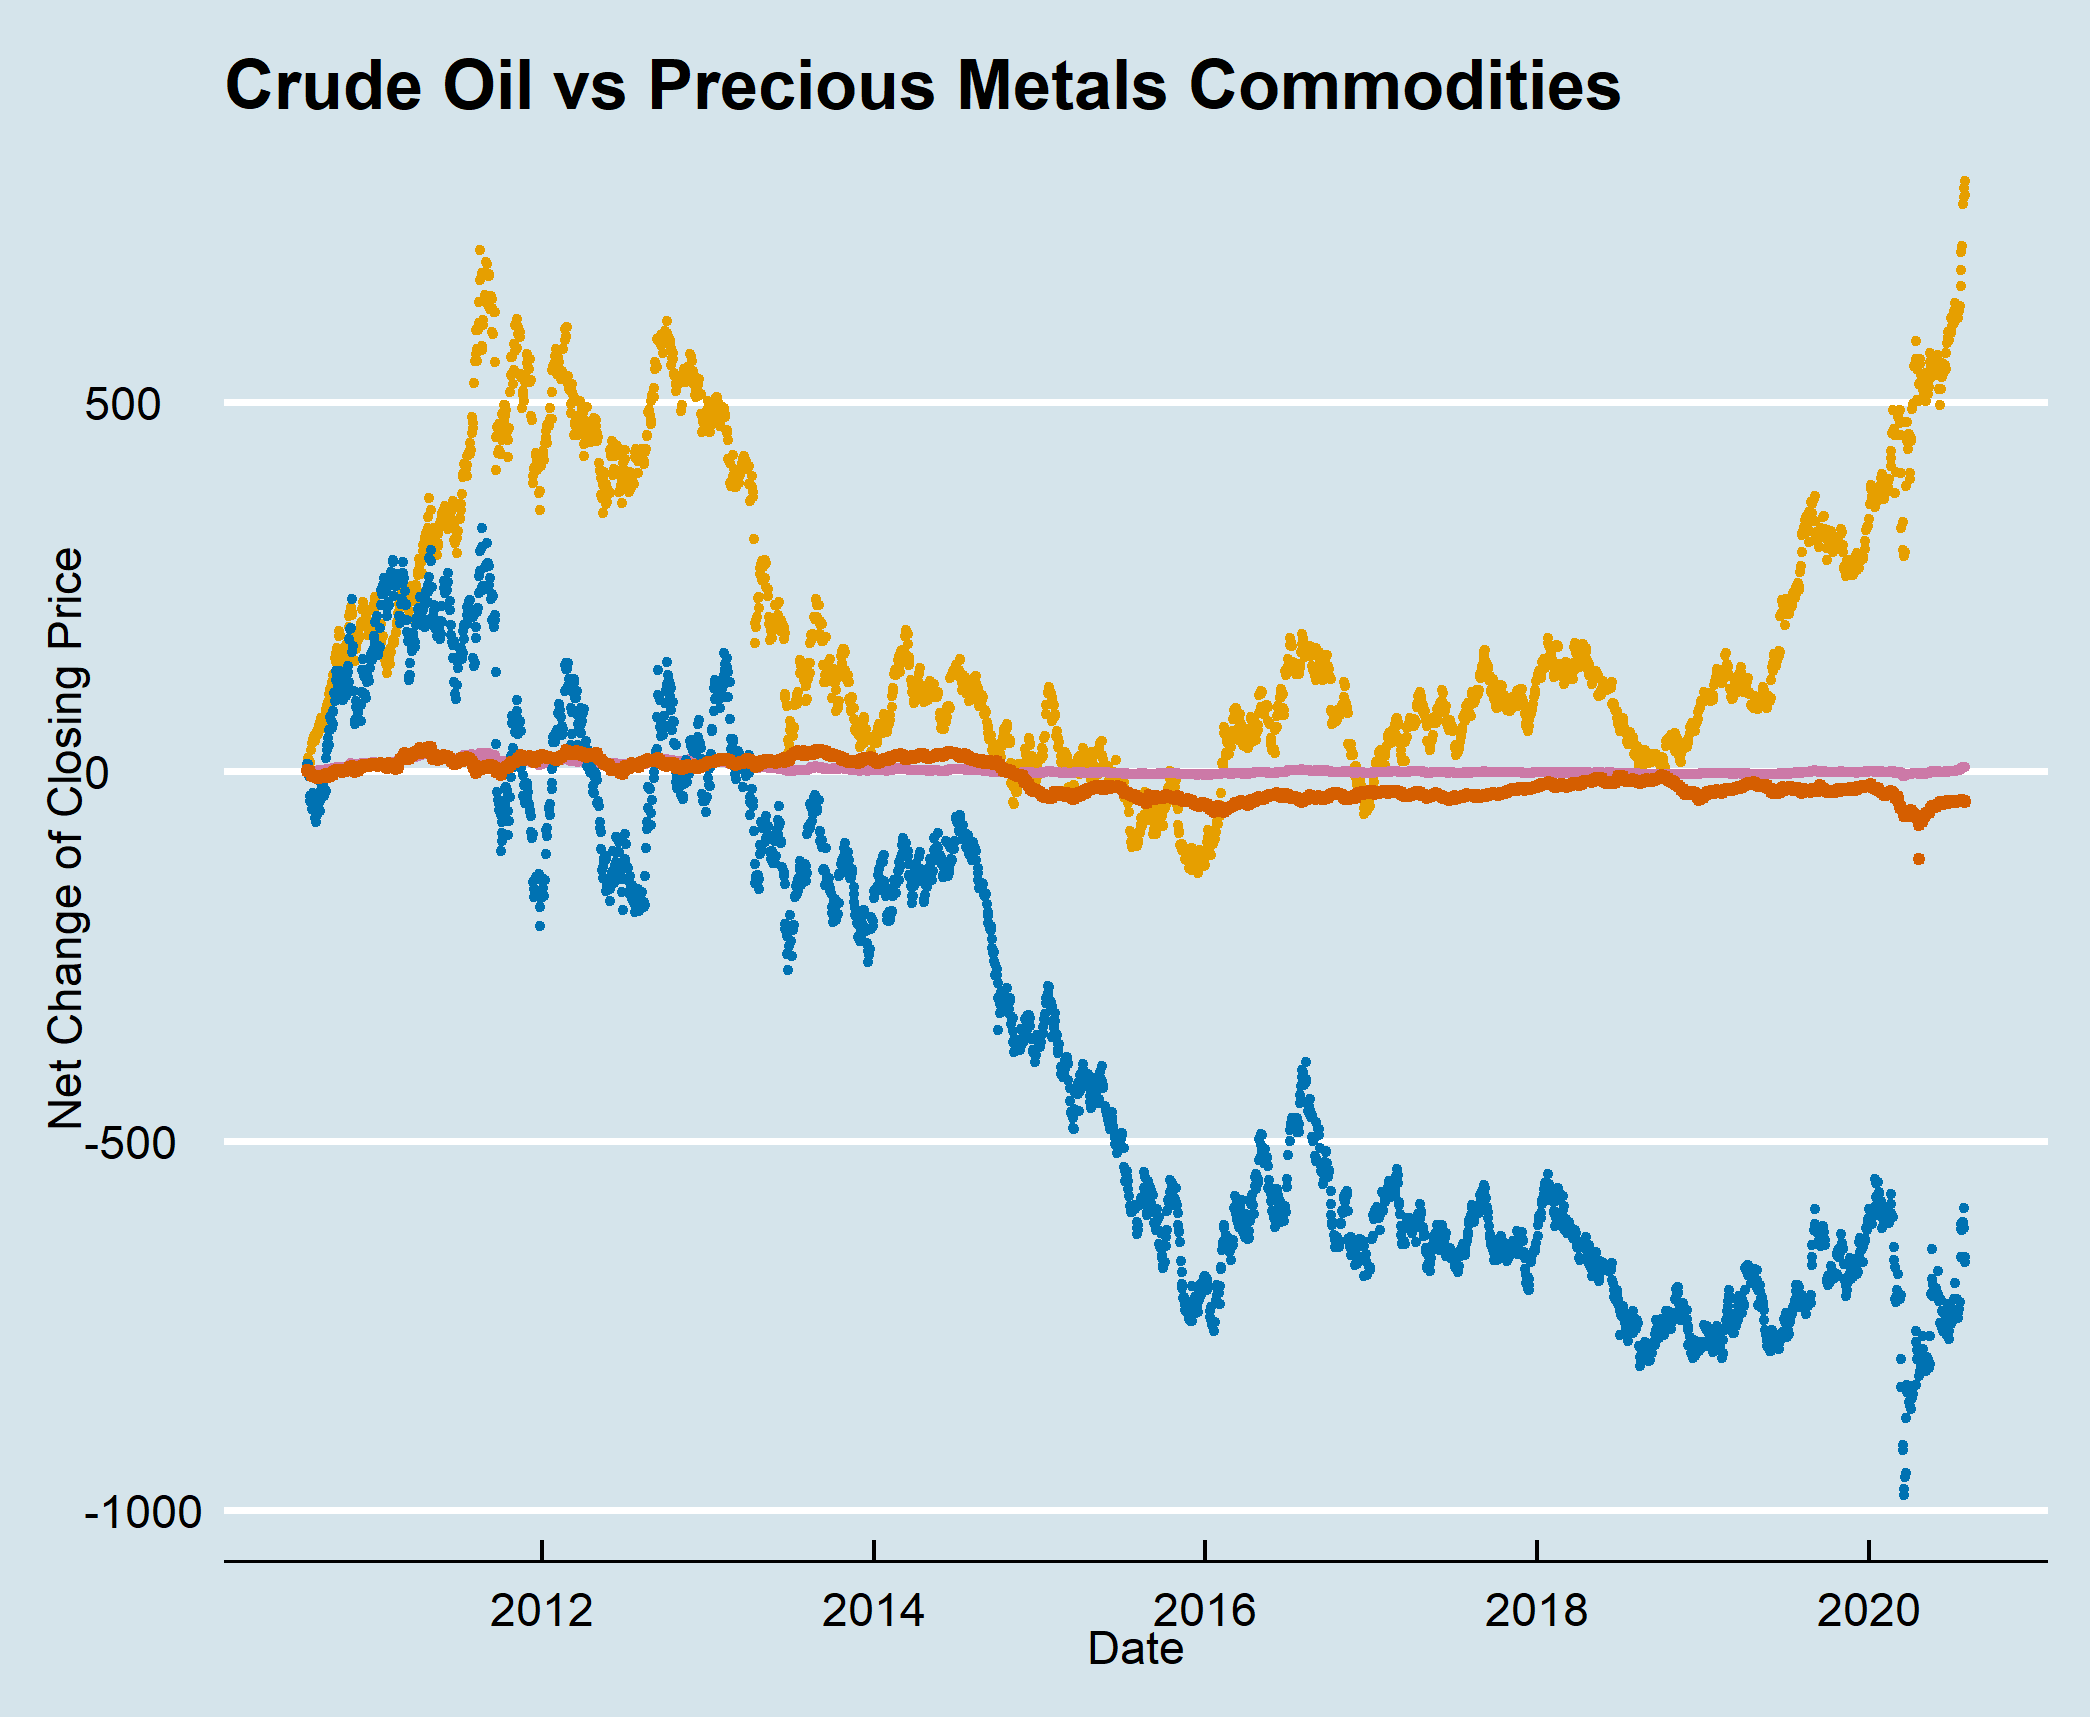 Crude Oil vs Precious Metals Commodities
Net Change of Closing Price
500
0
-500
-1000
2012 2014 2016 2018 2020
Date